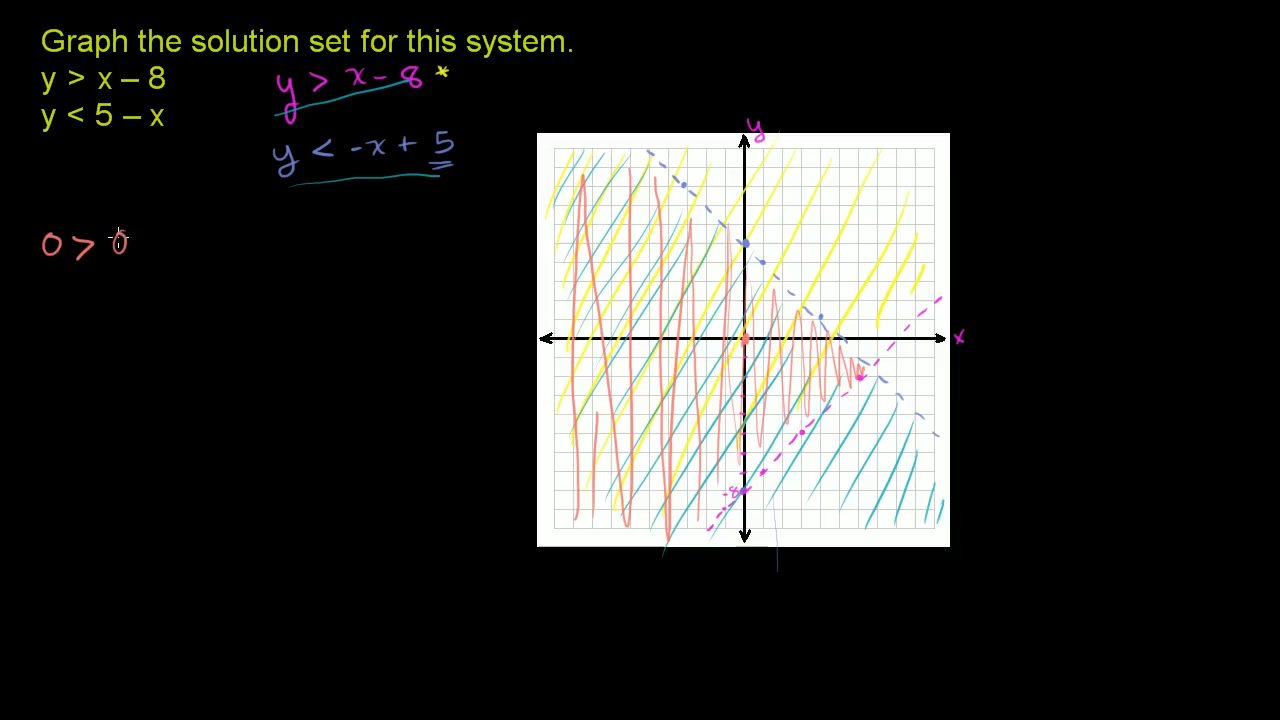 Graph the solution set for this system.
y > x – 8
y < 5 – x
y > x - 8 *
y < -x + 5
0 > 0
y
x
-8